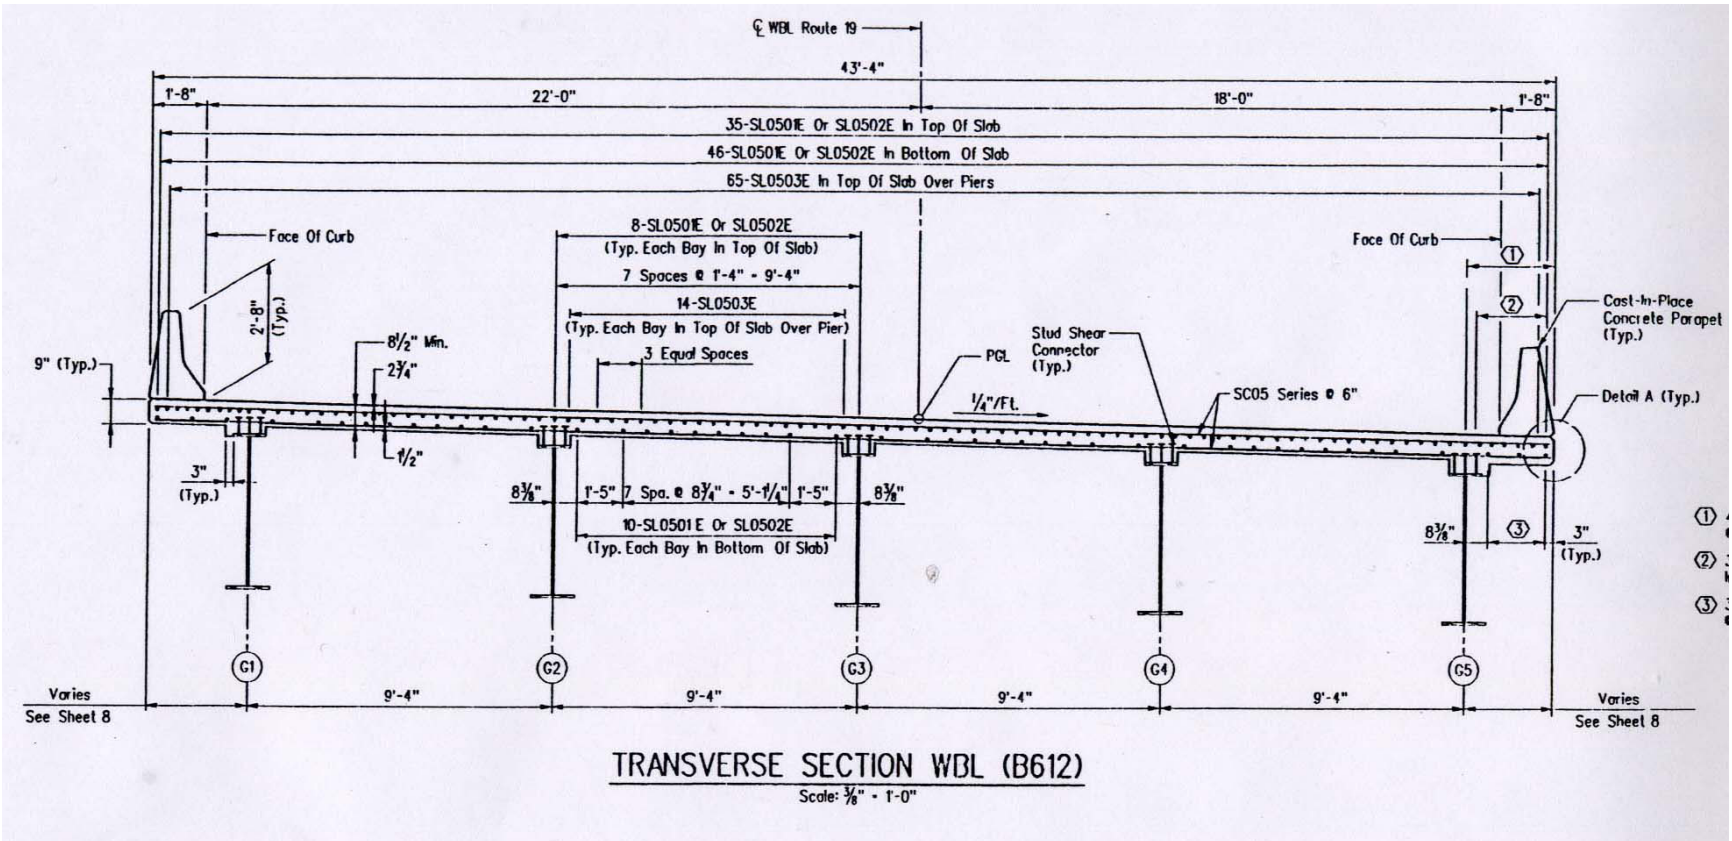 ℄ WBL Route 19
43'-4"
1'-8"
22'-0"
18'-0"
1'-8"
35-SL0501E Or SL0502E In Top Of Slab
46-SL0501E Or SL0502E In Bottom Of Slab
65-SL0503E In Top Of Slab Over Piers
8-SL0501E Or SL0502E
(Typ. Each Bay In Top Of Slab)
Face Of Curb
Face Of Curb
1
7 Spaces @ 1'-4" = 9'-4"
14-SL0503E
(Typ. Each Bay In Top Of Slab Over Pier)
2
Cast-In-Place
Concrete Parapet
(Typ.)
2'-8"
(Typ.)
8½" Min.
3 Equal Spaces
Stud Shear
Connector
(Typ.)
PGL
9" (Typ.)
2¾"
¼"/Ft.
SC05 Series @ 6"
Detail A (Typ.)
1½"
3"
(Typ.)
8⅜"
1'-5"
7 Spa. @ 8¾" = 5'-1¼"
1'-5"
8⅜"
10-SL0501E Or SL0502E
(Typ. Each Bay In Bottom Of Slab)
8⅜"
3
3"
(Typ.)
1
2
3
G1
G2
G3
G4
G5
Varies
See Sheet 8
9'-4"
9'-4"
9'-4"
9'-4"
Varies
See Sheet 8
TRANSVERSE SECTION WBL (B612)
Scale: ⅜" = 1'-0"